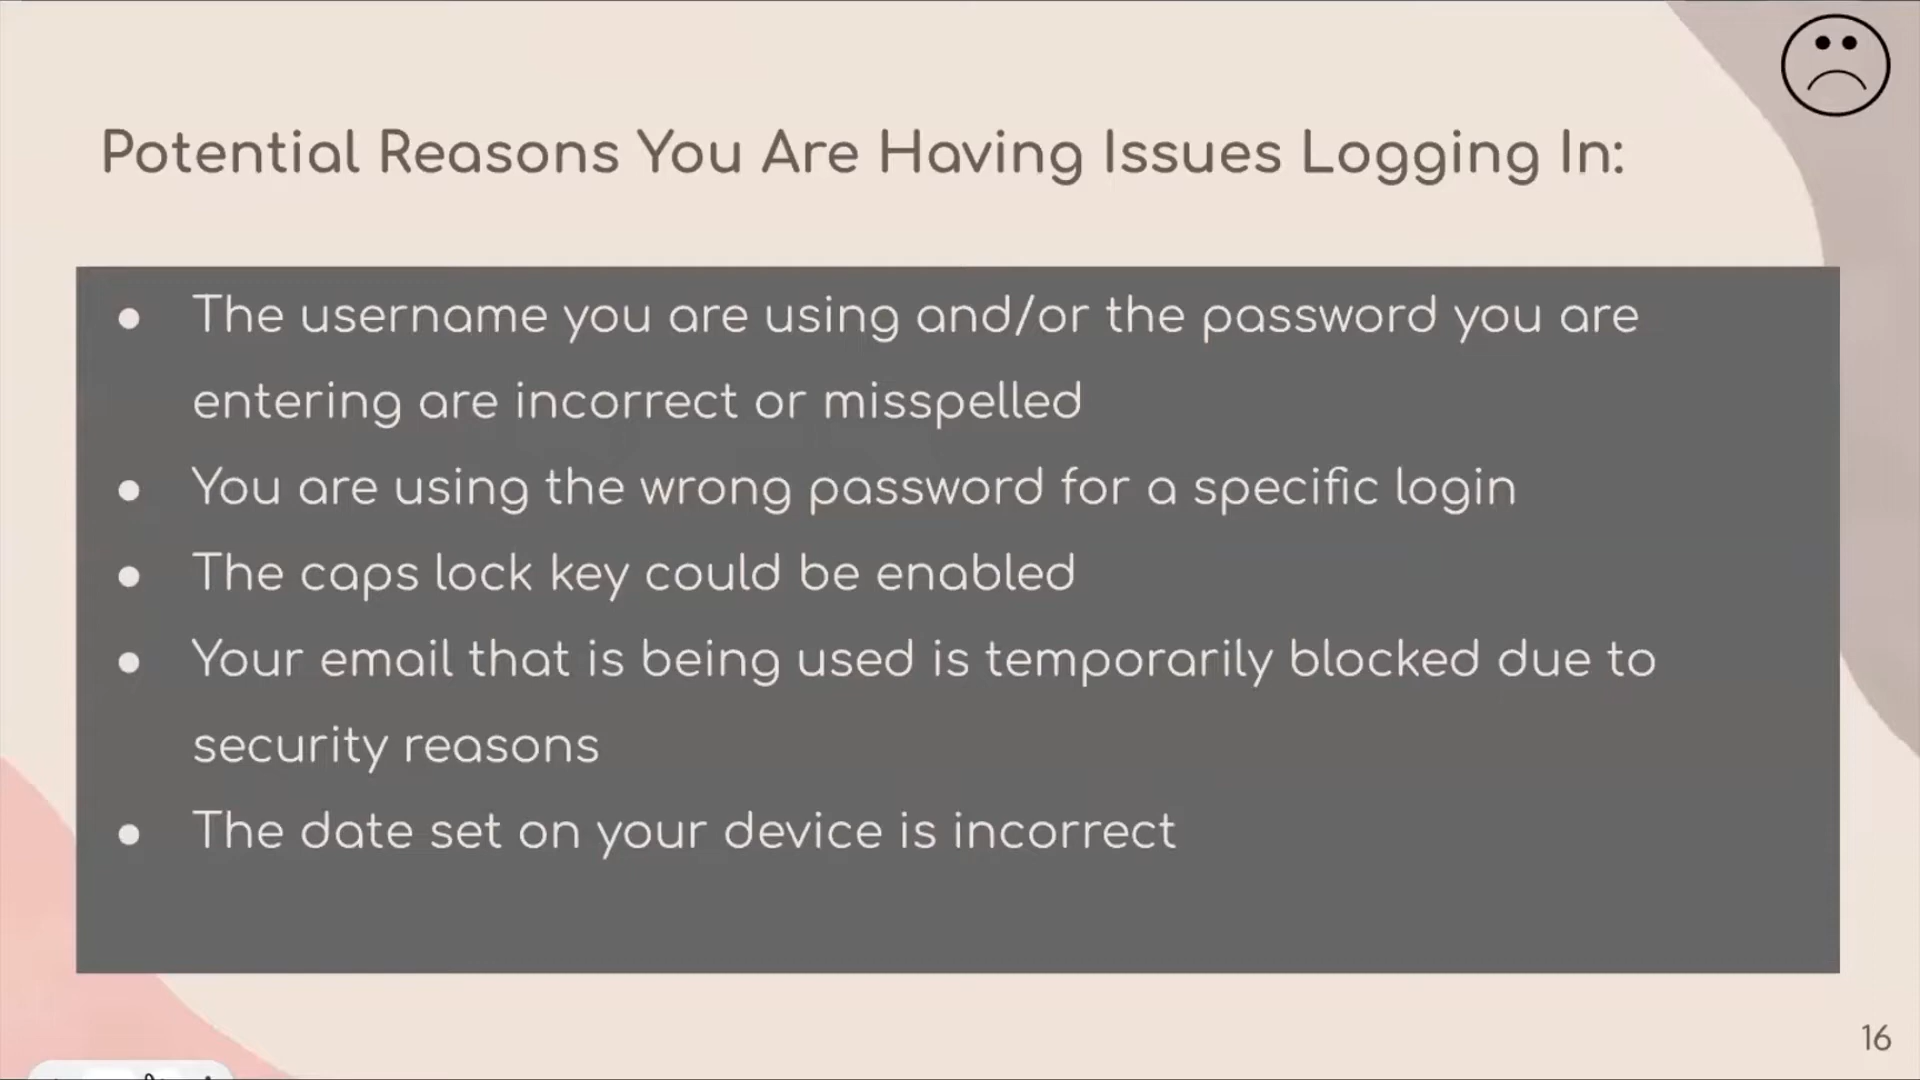 Potential Reasons You Are Having Issues Logging In:
● The username you are using and/or the password you are
entering are incorrect or misspelled
● You are using the wrong password for a specific login
● The caps lock key could be enabled
● Your email that is being used is temporarily blocked due to
security reasons
● The date set on your device is incorrect
16